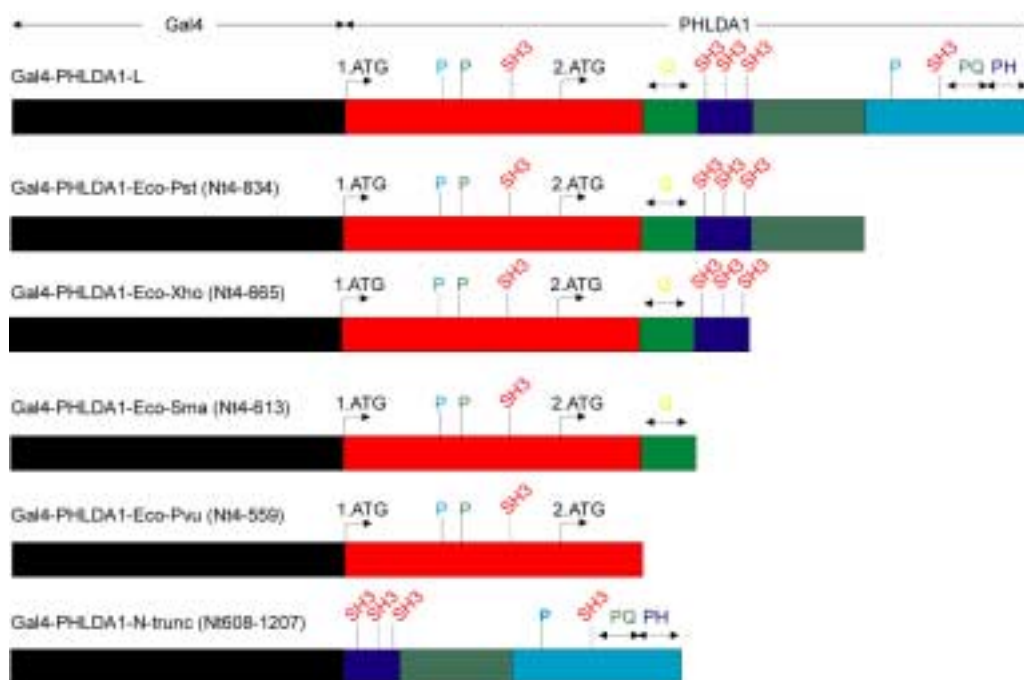 Gal4 PHLDA1
Gal4-PHLDA1-L
1.ATG P P SH3 2.ATG G SH3 SH3 SH3 P SH3 PQ PH
Gal4-PHLDA1-Eco-Pst (Nt4-834)
1.ATG P P SH3 2.ATG G SH3 SH3 SH3
Gal4-PHLDA1-Eco-Xho (Nt4-665)
1.ATG P P SH3 2.ATG G SH3 SH3 SH3
Gal4-PHLDA1-Eco-Sma (Nt4-613)
1.ATG P P SH3 2.ATG G
Gal4-PHLDA1-Eco-Pvu (Nt4-559)
1.ATG P P SH3 2.ATG
Gal4-PHLDA1-N-trunc (Nt608-1207)
SH3 SH3 SH3 P SH3 PQ PH